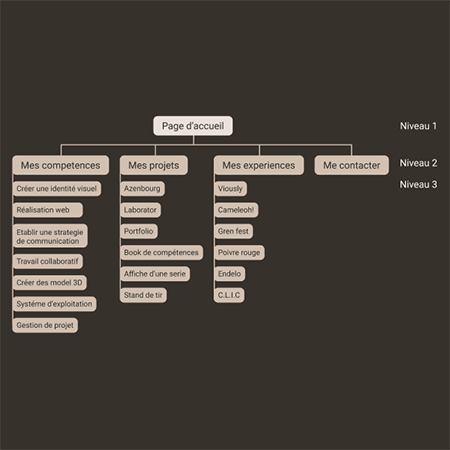 Page d'accueil
Niveau 1
Mes competences
Mes projets
Mes experiences
Me contacter
Niveau 2
Niveau 3
Créer une identité visuel
Réalisation web
Etablir une strategie
de communication
Travail collaboratif
Créer des model 3D
Systéme d'exploitation
Gestion de projet
Azenbourg
Laborator
Portfolio
Book de compétences
Affiche d'une serie
Stand de tir
Viously
Cameleoh!
Gren fest
Poivre rouge
Endelo
C.L.I.C